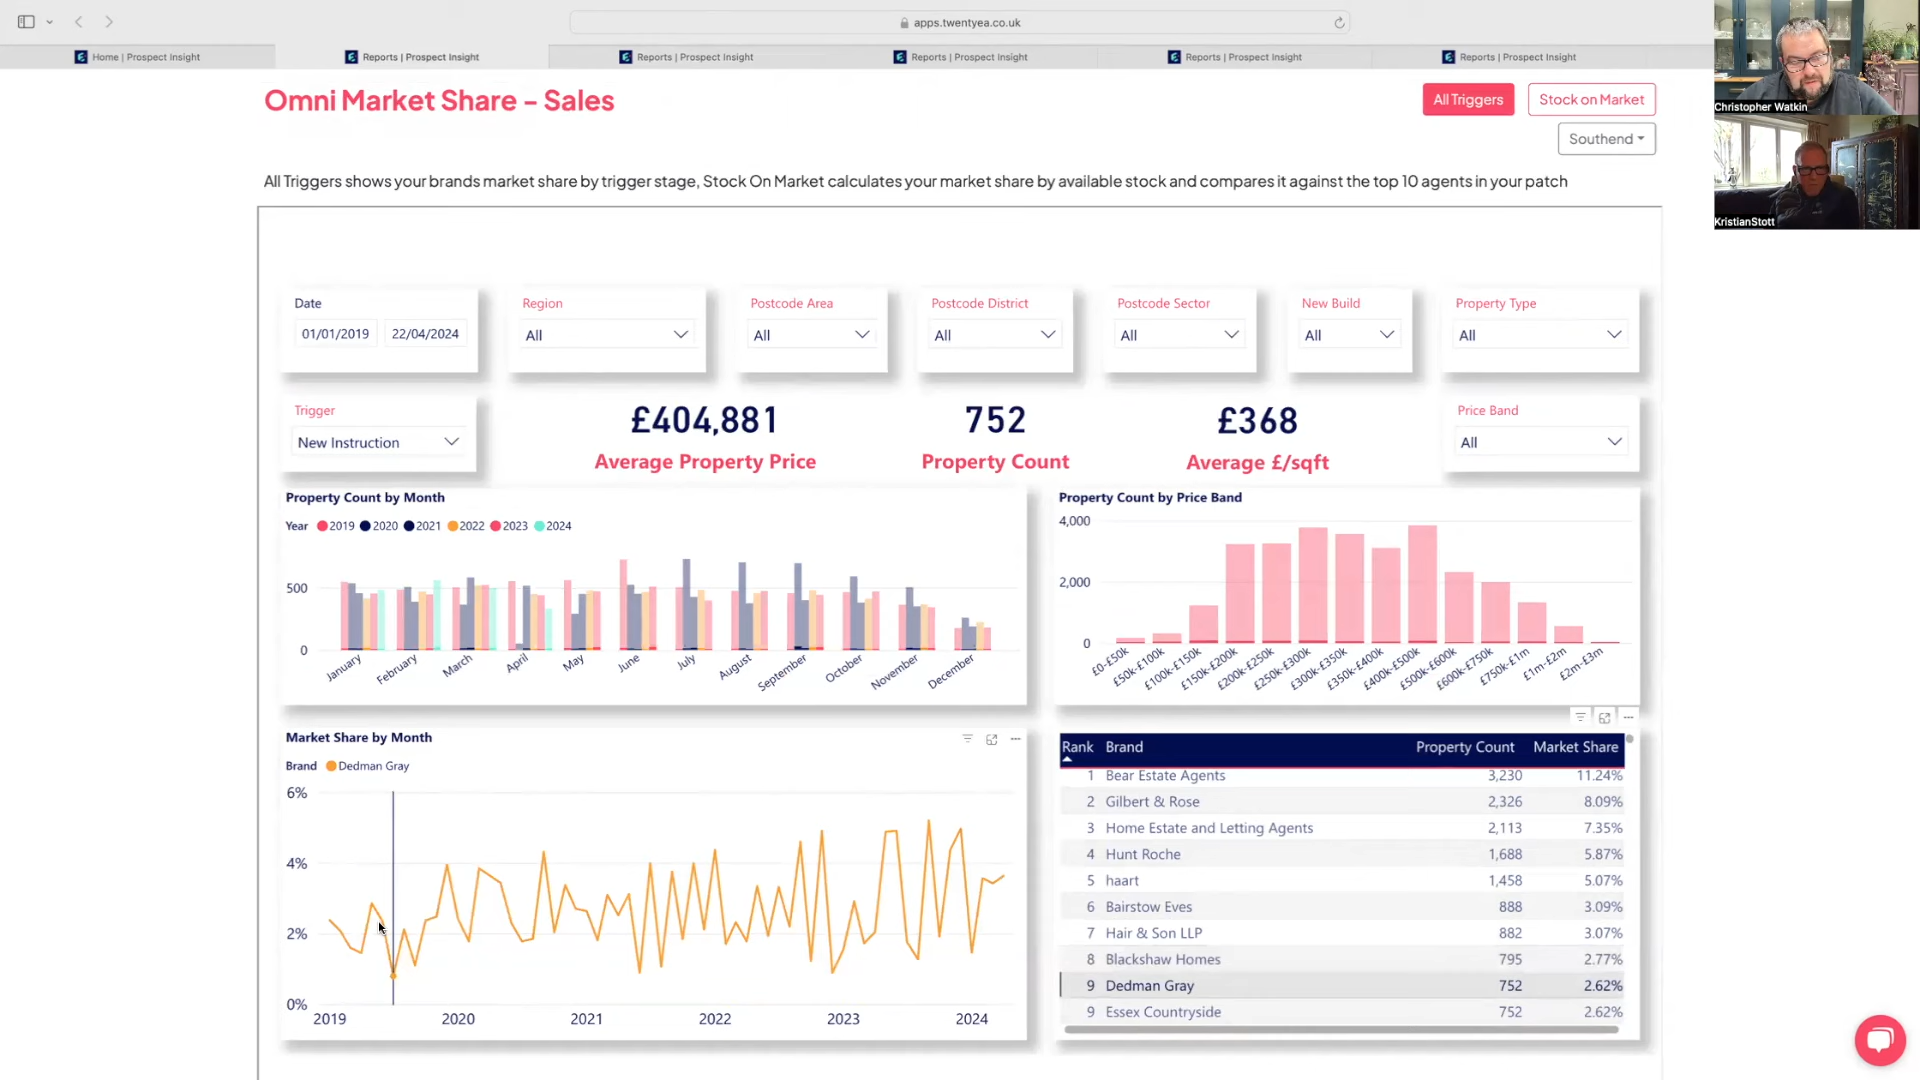 apps.twentyea.co.uk
Home | Prospect Insight
Reports | Prospect Insight
Reports | Prospect Insight
Reports | Prospect Insight
Reports | Prospect Insight
Reports | Prospect Insight
Christopher Watkin
KristianStott
Omni Market Share – Sales
All Triggers
Stock on Market
Southend
All Triggers shows your brands market share by trigger stage, Stock On Market calculates your market share by available stock and compares it against the top 10 agents in your patch
Date
01/01/2019 22/04/2024
Region
All
Postcode Area
All
Postcode District
All
Postcode Sector
All
New Build
All
Property Type
All
Trigger
New Instruction
£404,881
Average Property Price
752
Property Count
£368
Average £/sqft
Price Band
All
Property Count by Month
Year 2019 2020 2021 2022 2023 2024
500
0
January February March April May June July August September October November December
Property Count by Price Band
4,000
2,000
0
£0-£50k £50k-£100k £100k-£150k £150k-£200k £200k-£250k £250k-£300k £300k-£350k £350k-£400k £400k-£500k £500k-£600k £600k-£750k £750k-£1m £1m-£2m £2m-£3m
Market Share by Month
Brand Dedman Gray
6%
4%
2%
0%
2019 2020 2021 2022 2023 2024
Rank Brand Property Count Market Share
1 Bear Estate Agents 3,230 11.24%
2 Gilbert & Rose 2,326 8.09%
3 Home Estate and Letting Agents 2,113 7.35%
4 Hunt Roche 1,688 5.87%
5 haart 1,458 5.07%
6 Bairstow Eves 888 3.09%
7 Hair & Son LLP 882 3.07%
8 Blackshaw Homes 795 2.77%
9 Dedman Gray 752 2.62%
9 Essex Countryside 752 2.62%